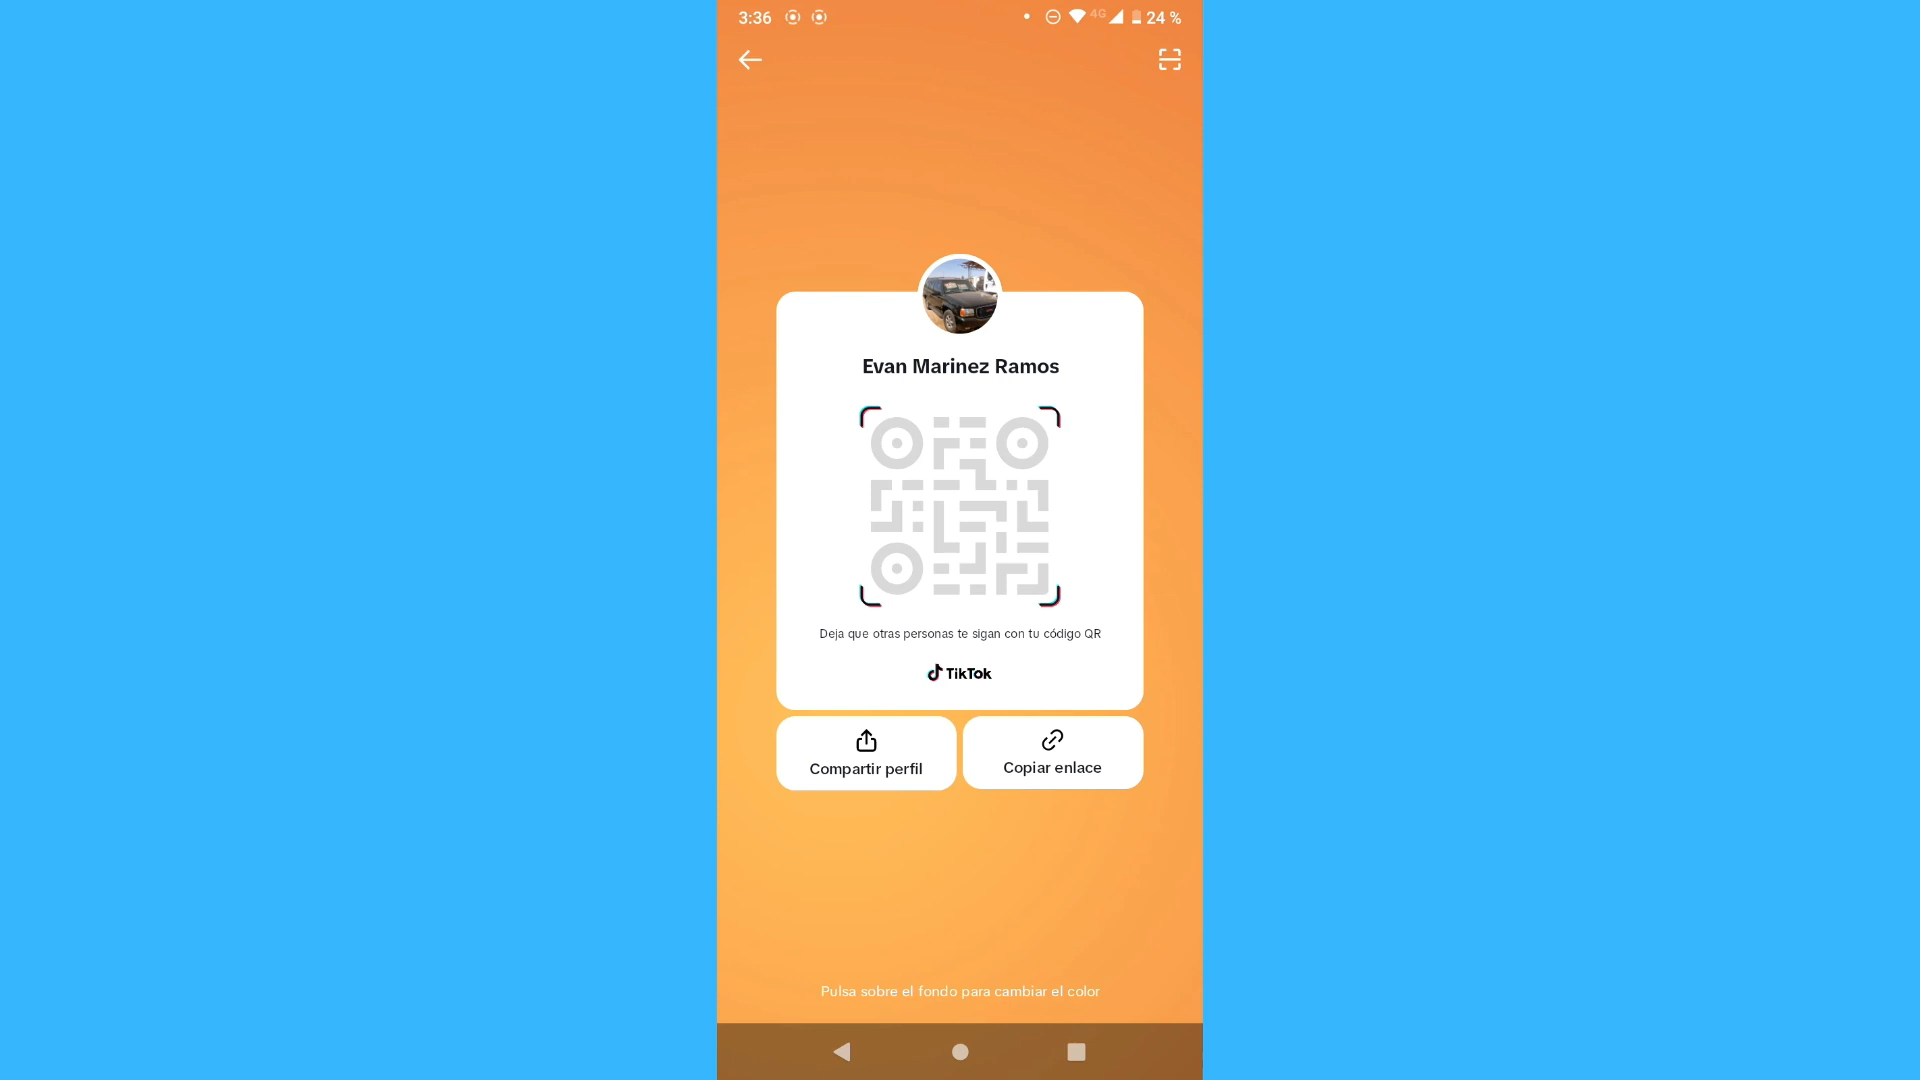 3:36
4G
24 %
Evan Marinez Ramos
Deja que otras personas te sigan con tu código QR
TikTok
Compartir perfil
Copiar enlace
Pulsa sobre el fondo para cambiar el color